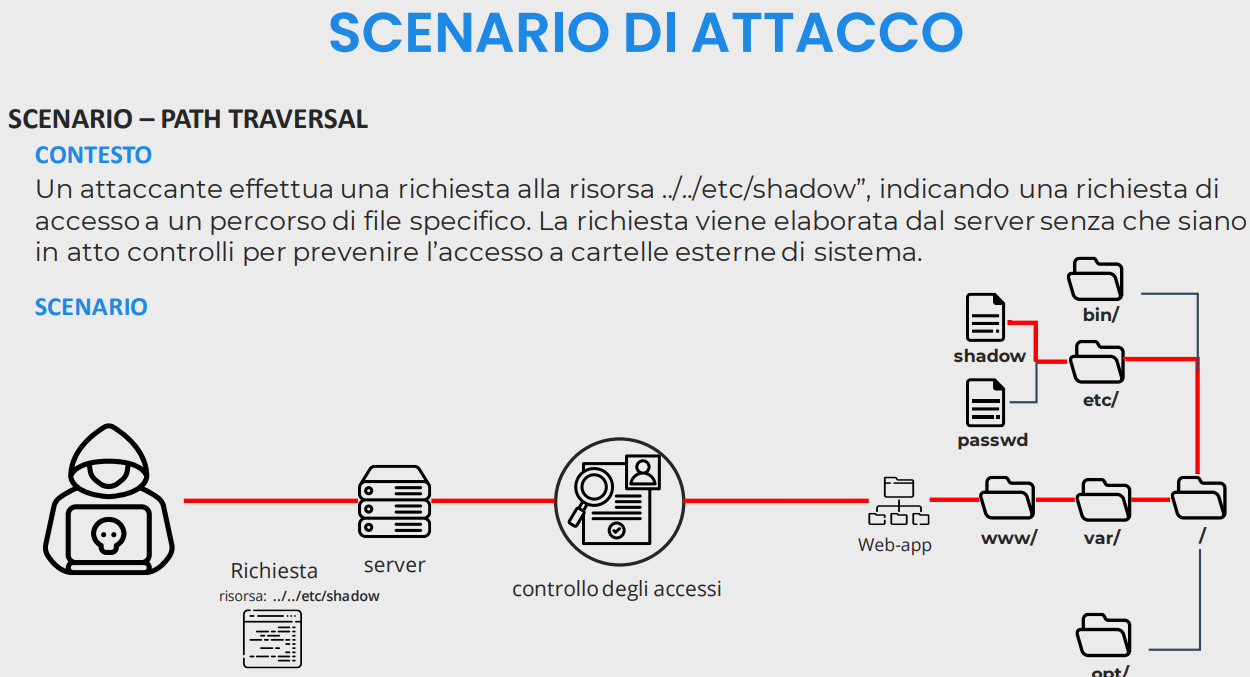 SCENARIO DI ATTACCO
SCENARIO – PATH TRAVERSAL
CONTESTO
Un attaccante effettua una richiesta alla risorsa ../../etc/shadow”, indicando una richiesta di
accesso a un percorso di file specifico. La richiesta viene elaborata dal server senza che siano
in atto controlli per prevenire l’accesso a cartelle esterne di sistema.
SCENARIO
bin/
shadow
etc/
passwd
www/
var/
/
Web-app
server
Richiesta
risorsa: ../../etc/shadow
controllo degli accessi
opt/